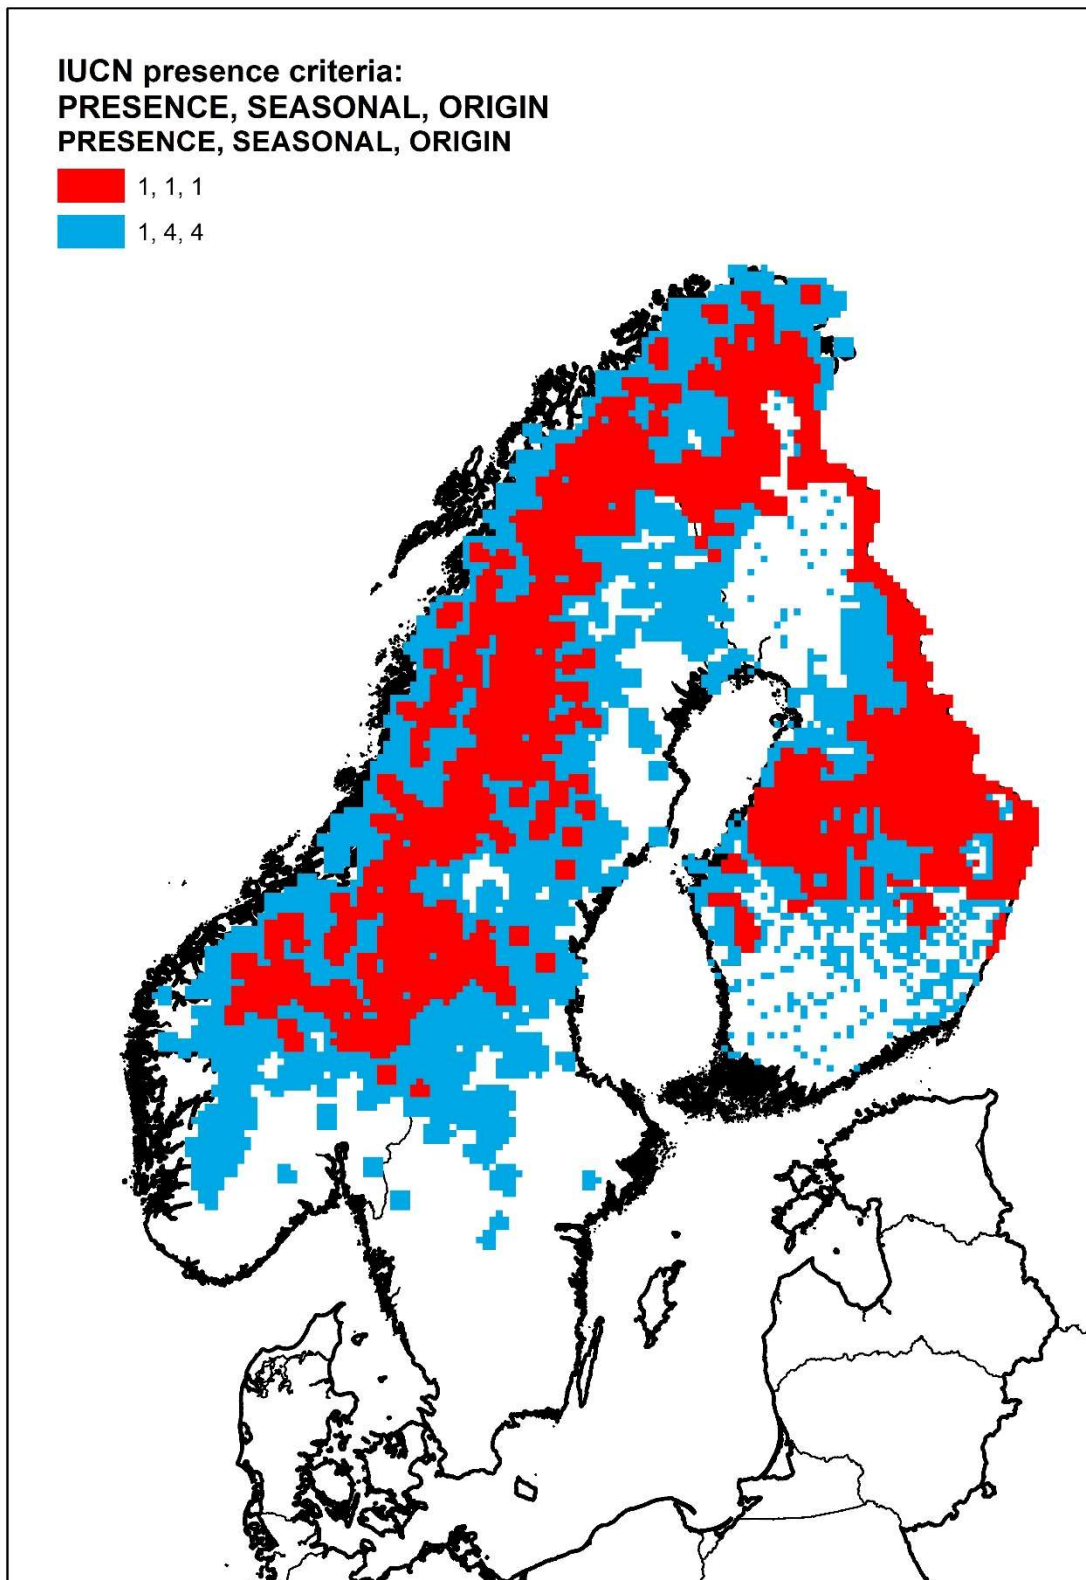 IUCN presence criteria:
PRESENCE, SEASONAL, ORIGIN
PRESENCE, SEASONAL, ORIGIN
1, 1, 1
1, 4, 4